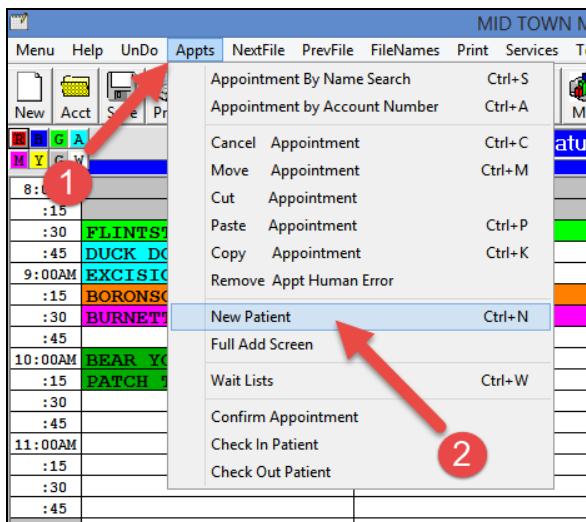 MID TOWN M
Menu Help UnDo Appts NextFile PrevFile FileNames Print Services T
New Acct
Appointment By Name Search Ctrl+S
Appointment by Account Number Ctrl+A
R B G A
M Y G W
atu
Cancel Appointment Ctrl+C
Move Appointment Ctrl+M
Cut Appointment
Paste Appointment Ctrl+P
Copy Appointment Ctrl+K
Remove Appt Human Error
New Patient Ctrl+N
Full Add Screen
Wait Lists Ctrl+W
Confirm Appointment
Check In Patient
Check Out Patient
1
2
:15
:30 FLINTST
:45 DUCK DO
9:00AM EXCISIO
:15 BORONSO
:30 BURNETT
:45
10:00AM BEAR YO
:15 PATCH
:30
:45
11:00AM
:15
:30
:45